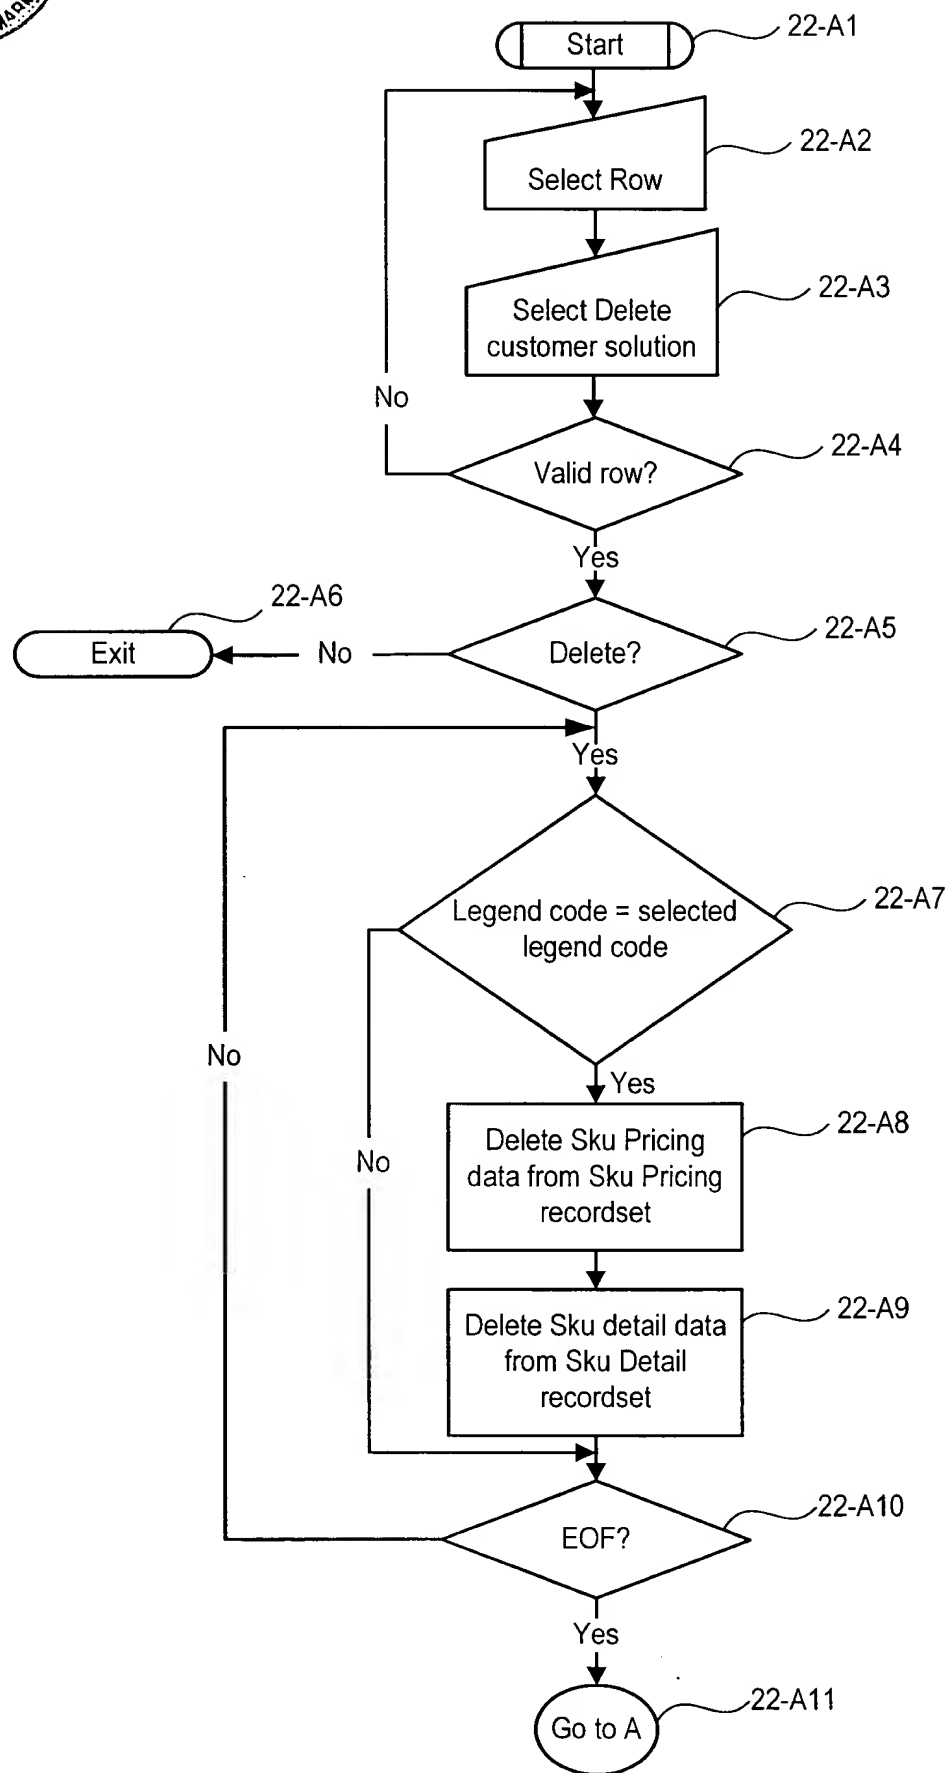 MARK
Start
22-A1
22-A2
Select Row
22-A3
Select Delete
customer solution
No
22-A4
Valid row?
Yes
22-A6
22-A5
Exit
No
Delete?
Yes
22-A7
Legend code = selected
legend code
No
Yes
22-A8
Delete Sku Pricing
data from Sku Pricing
recordset
No
22-A9
Delete Sku detail data
from Sku Detail
recordset
22-A10
EOF?
Yes
22-A11
Go to A